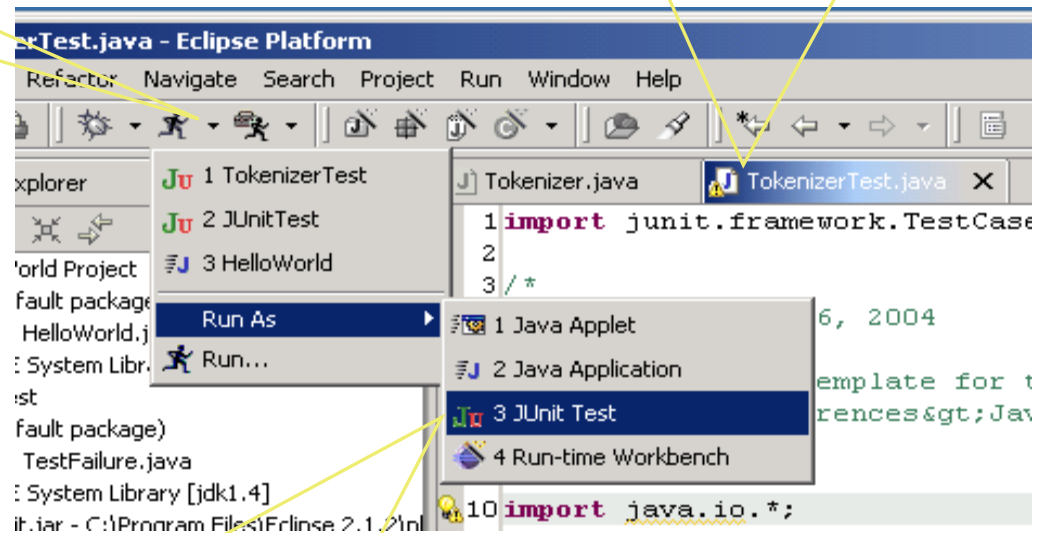 erTest.java - Eclipse Platform
Refactor Navigate Search Project Run Window Help
xplorer
1 TokenizerTest
2 JUnitTest
3 HelloWorld
Run As
Run...
Tokenizer.java
TokenizerTest.java
'orld Project
fault package
HelloWorld.j
E System Libr
est
fault package)
TestFailure.java
E System Library [jdk1.4]
it.jar - C:\Program Files\Eclipse 2.1.2\pl
1 Java Applet
2 Java Application
3 JUnit Test
4 Run-time Workbench
1 import junit.framework.TestCase
2
3 /*
6, 2004
emplate for t
rences&gt;Jav
10 import java.io.*;